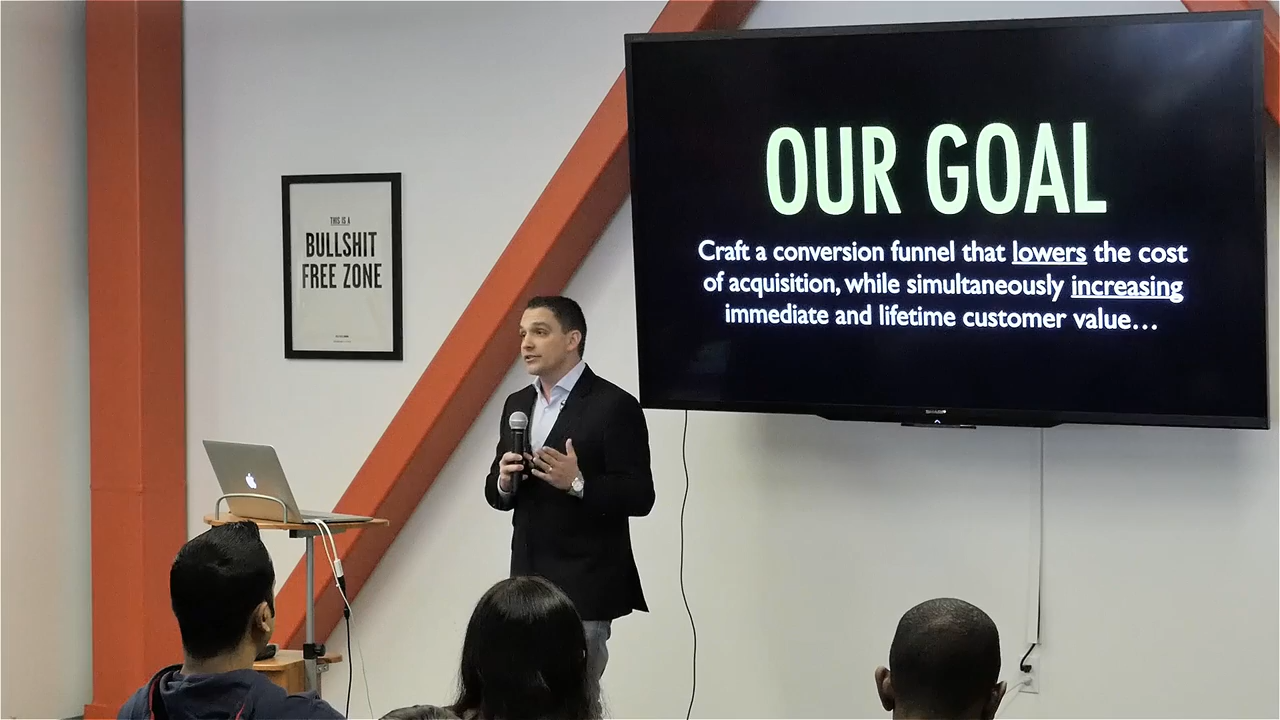 THIS IS A
BULLSHIT
FREE ZONE
OUR GOAL
Craft a conversion funnel that lowers the cost
of acquisition, while simultaneously increasing
immediate and lifetime customer value...
SHARP